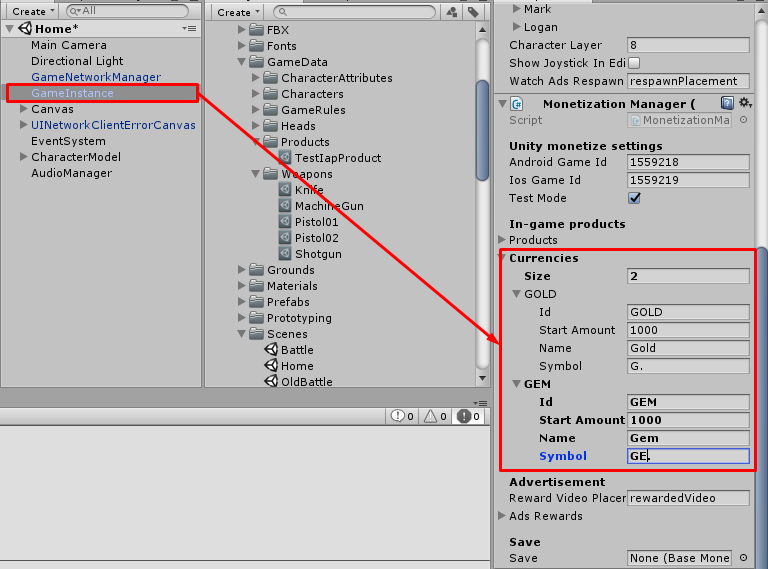 Create
All
Home*
Main Camera
Directional Light
GameNetworkManager
GameInstance
Canvas
UINetworkClientErrorCanvas
EventSystem
CharacterModel
AudioManager
Create
FBX
Fonts
GameData
CharacterAttributes
Characters
GameRules
Heads
Products
TestIapProduct
Weapons
Knife
MachineGun
Pistol01
Pistol02
Shotgun
Grounds
Materials
Prefabs
Prototyping
Scenes
Battle
Home
OldBattle
0 0 0
Mark
Logan
Character Layer 8
Show Joystick In Edi
Watch Ads Respawn respawnPlacement
Monetization Manager (
Script MonetizationMa
Unity monetize settings
Android Game Id 1559218
Ios Game Id 1559219
Test Mode
In-game products
Products
Currencies
Size 2
GOLD
Id GOLD
Start Amount 1000
Name Gold
Symbol G.
GEM
Id GEM
Start Amount 1000
Name Gem
Symbol GE.
Advertisement
Reward Video Placer rewardedVideo
Ads Rewards
Save
Save None (Base Mone